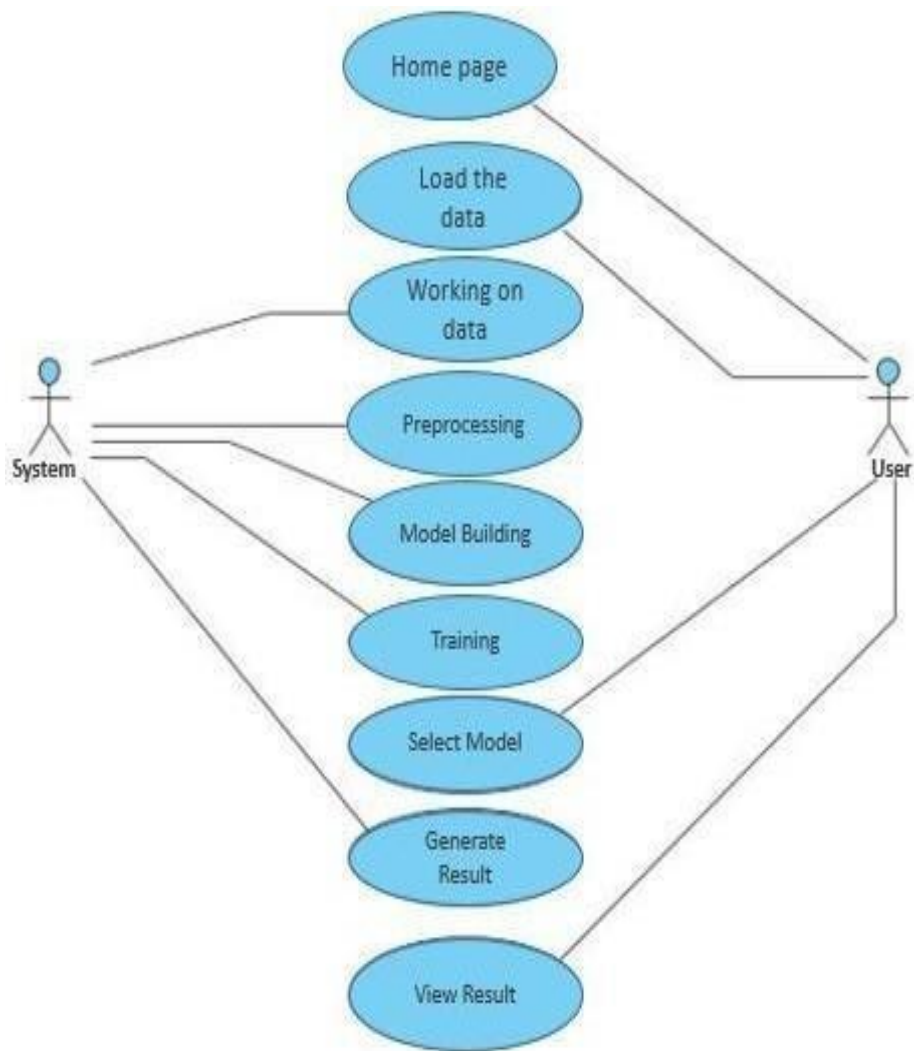 Home page
Load the
data
Working on
data
Preprocessing
System
User
Model Building
Training
Select Model
Generate
Result
View Result